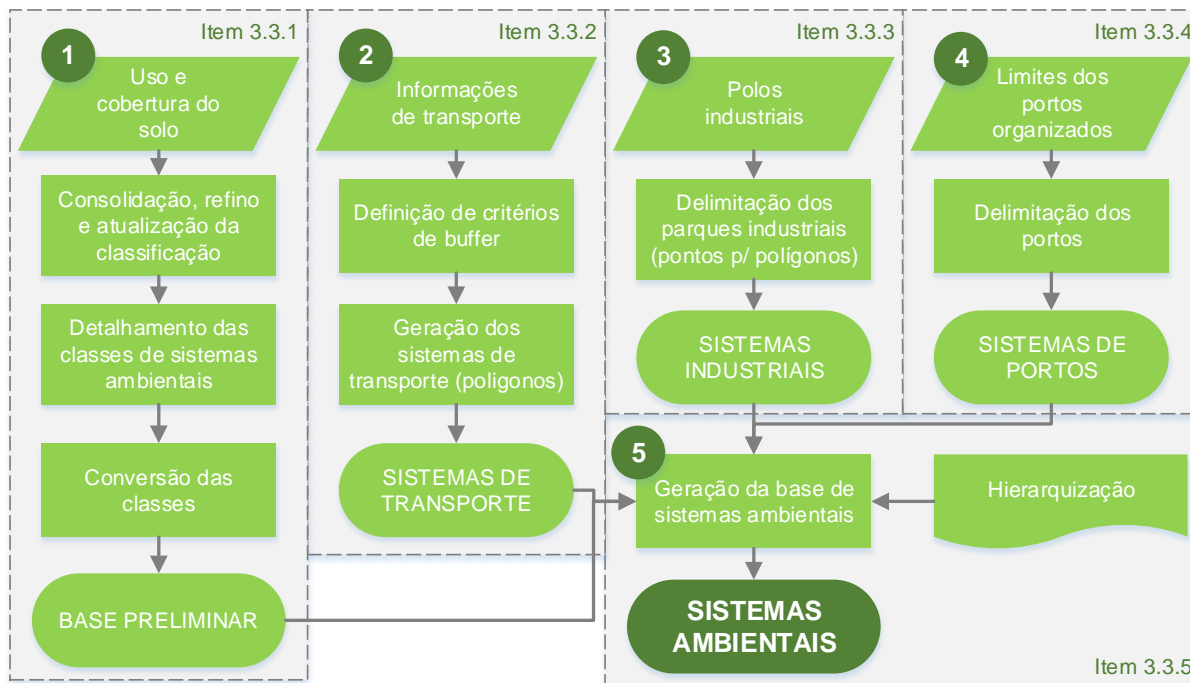 Item 3.3.1
1
Uso e
cobertura do
solo
Consolidação, refino
e atualização da
classificação
Detalhamento das
classes de sistemas
ambientais
Conversão das
classes
BASE PRELIMINAR
Item 3.3.2
2
Informações
de transporte
Definição de critérios
de buffer
Geração dos
sistemas de
transporte (poligonos)
SISTEMAS DE
TRANSPORTE
Item 3.3.3
3
Polos
industriais
Delimitação dos
parques industriais
(pontos p/ polígonos)
SISTEMAS
INDUSTRIAIS
Item 3.3.4
4
Limites dos
portos
organizados
Delimitação dos
portos
SISTEMAS DE
PORTOS
5
Geração da base de
sistemas ambientais
Hierarquização
SISTEMAS
AMBIENTAIS
Item 3.3.5